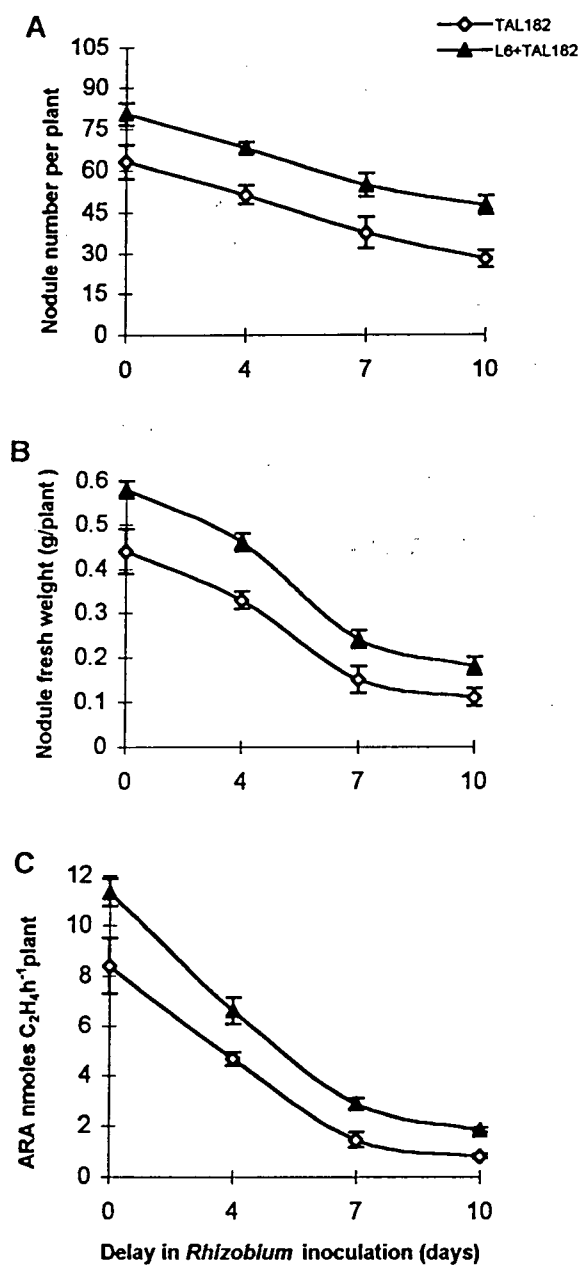 A
TAL182
L6+TAL182
Nodule number per plant
105
90
75
60
45
30
15
0
0 4 7 10
B
Nodule fresh weight (g/plant )
0.6
0.5
0.4
0.3
0.2
0.1
0
0 4 7 10
C
ARA nmoles C₂H₄h⁻¹plant
12
10
8
6
4
2
0
0 4 7 10
Delay in Rhizobium inoculation (days)